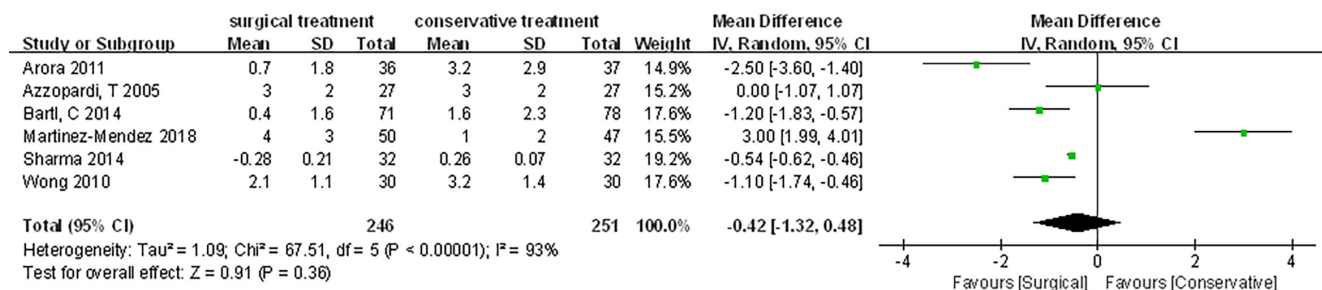 surgical treatment conservative treatment Mean Difference Mean Difference
Study or Subgroup Mean SD Total Mean SD Total Weight IV, Random, 95% CI IV, Random, 95% CI
Arora 2011 0.7 1.8 36 3.2 2.9 37 14.9% -2.50 [-3.60, -1.40]
Azzopardi, T 2005 3 2 27 3 2 27 15.2% 0.00 [-1.07, 1.07]
Bartl, C 2014 0.4 1.6 71 1.6 2.3 78 17.6% -1.20 [-1.83, -0.57]
Martinez-Mendez 2018 4 3 50 1 2 47 15.5% 3.00 [1.99, 4.01]
Sharma 2014 -0.28 0.21 32 0.26 0.07 32 19.2% -0.54 [-0.62, -0.46]
Wong 2010 2.1 1.1 30 3.2 1.4 30 17.6% -1.10 [-1.74, -0.46]
Total (95% CI) 246 251 100.0% -0.42 [-1.32, 0.48]
Heterogeneity: Tau² = 1.09; Chi² = 67.51, df = 5 (P < 0.00001); I² = 93%
Test for overall effect: Z = 0.91 (P = 0.36)
-4 -2 0 2 4
Favours [Surgical] Favours [Conservative]